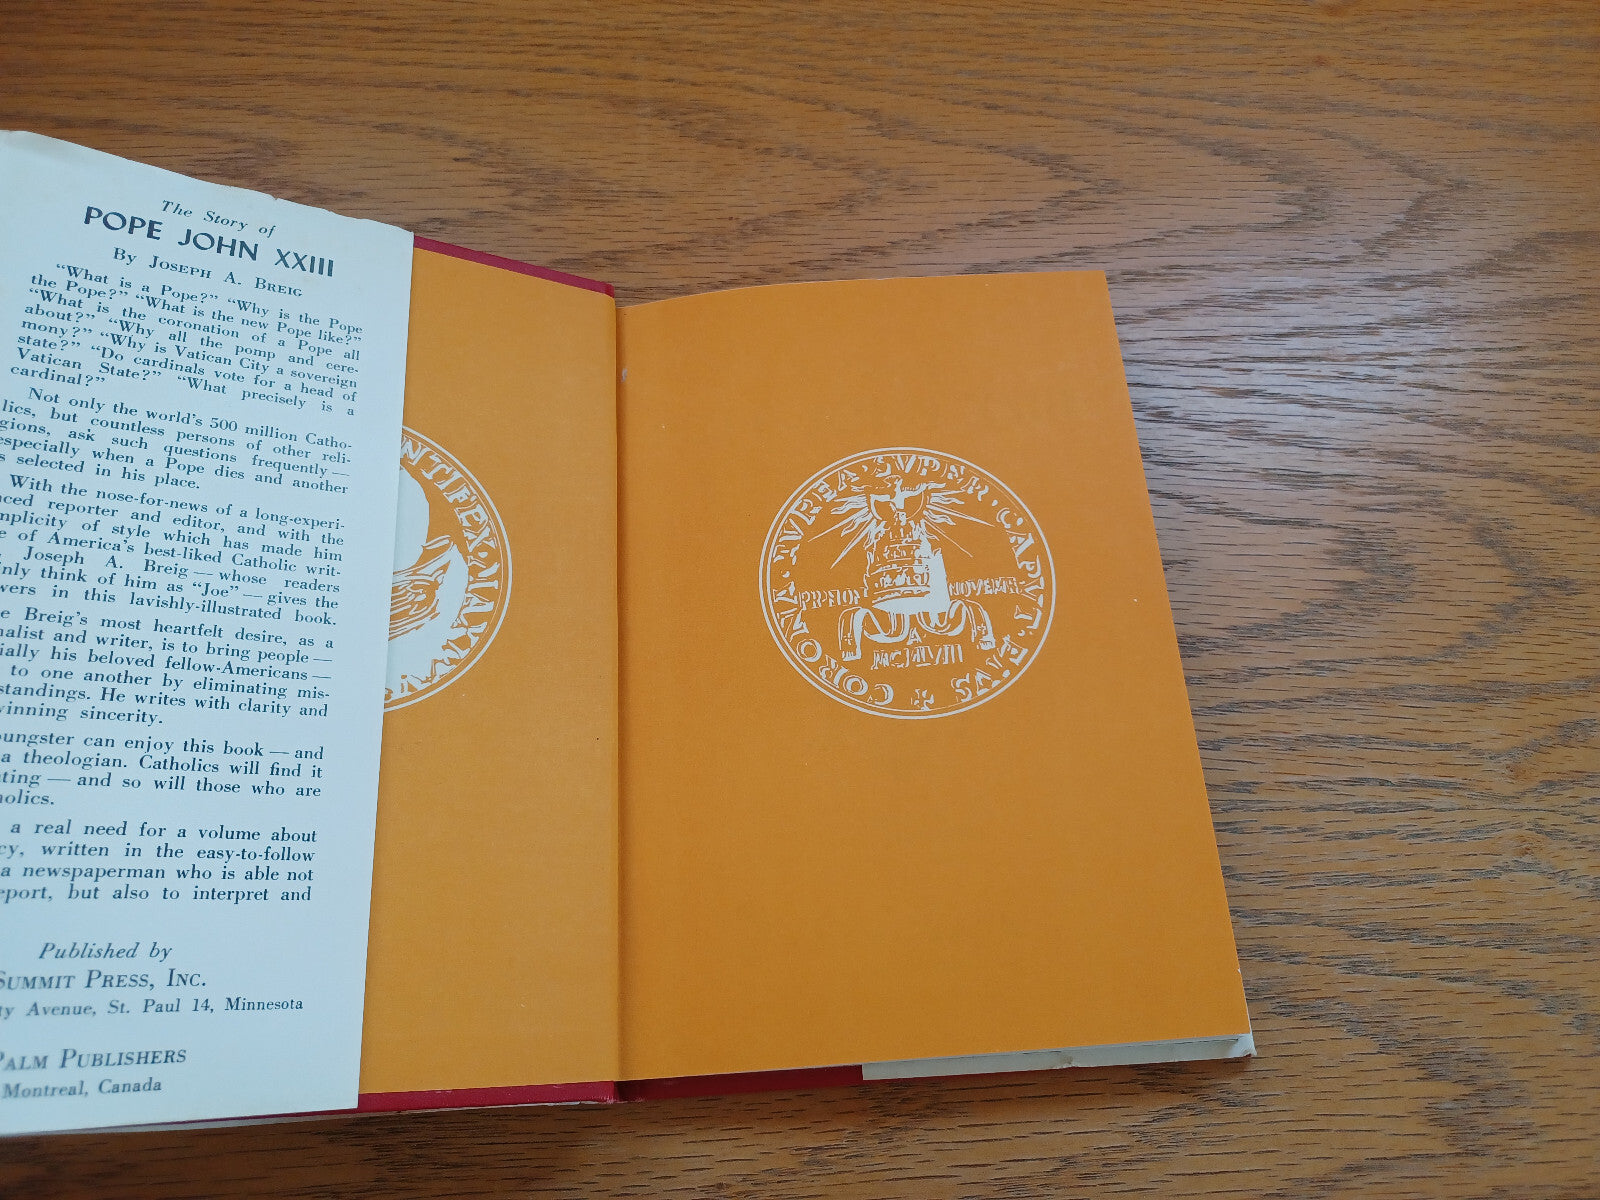 The Story of
POPE JOHN XXIII
By JOSEPH A. BREIG
"What is a Pope?" "Why is the Pope
the Pope?" "What is the new Pope like?"
"What is the coronation of a Pope all
about?" "Why all the pomp and cere-
mony?" "Why is Vatican City a sovereign
state?" "Do cardinals vote for a head of
Vatican State?" "What precisely is a
cardinal?"
Not only the world's 500 million Catho-
lics, but countless persons of other reli-
gions, ask such questions frequently —
especially when a Pope dies and another
is selected in his place.
With the nose-for-news of a long-experi-
nced reporter and editor, and with the
mplicity of style which has made him
e of America's best-liked Catholic writ-
Joseph A. Breig — whose readers
inly think of him as "Joe" — gives the
wers in this lavishly-illustrated book.
e Breig's most heartfelt desire, as a
nalist and writer, is to bring people —
ially his beloved fellow-Americans —
to one another by eliminating mis-
standings. He writes with clarity and
winning sincerity.
oungster can enjoy this book — and
a theologian. Catholics will find it
ating — and so will those who are
holics.
a real need for a volume about
cy, written in the easy-to-follow
a newspaperman who is able not
eport, but also to interpret and
Published by
SUMMIT PRESS, INC.
ty Avenue, St. Paul 14, Minnesota
PALM PUBLISHERS
Montreal, Canada
NTIFEX · MAX
CORONA · AVREA · SVPER · CAPVT · EIVS
NOVEMR
A
MCMLVIII